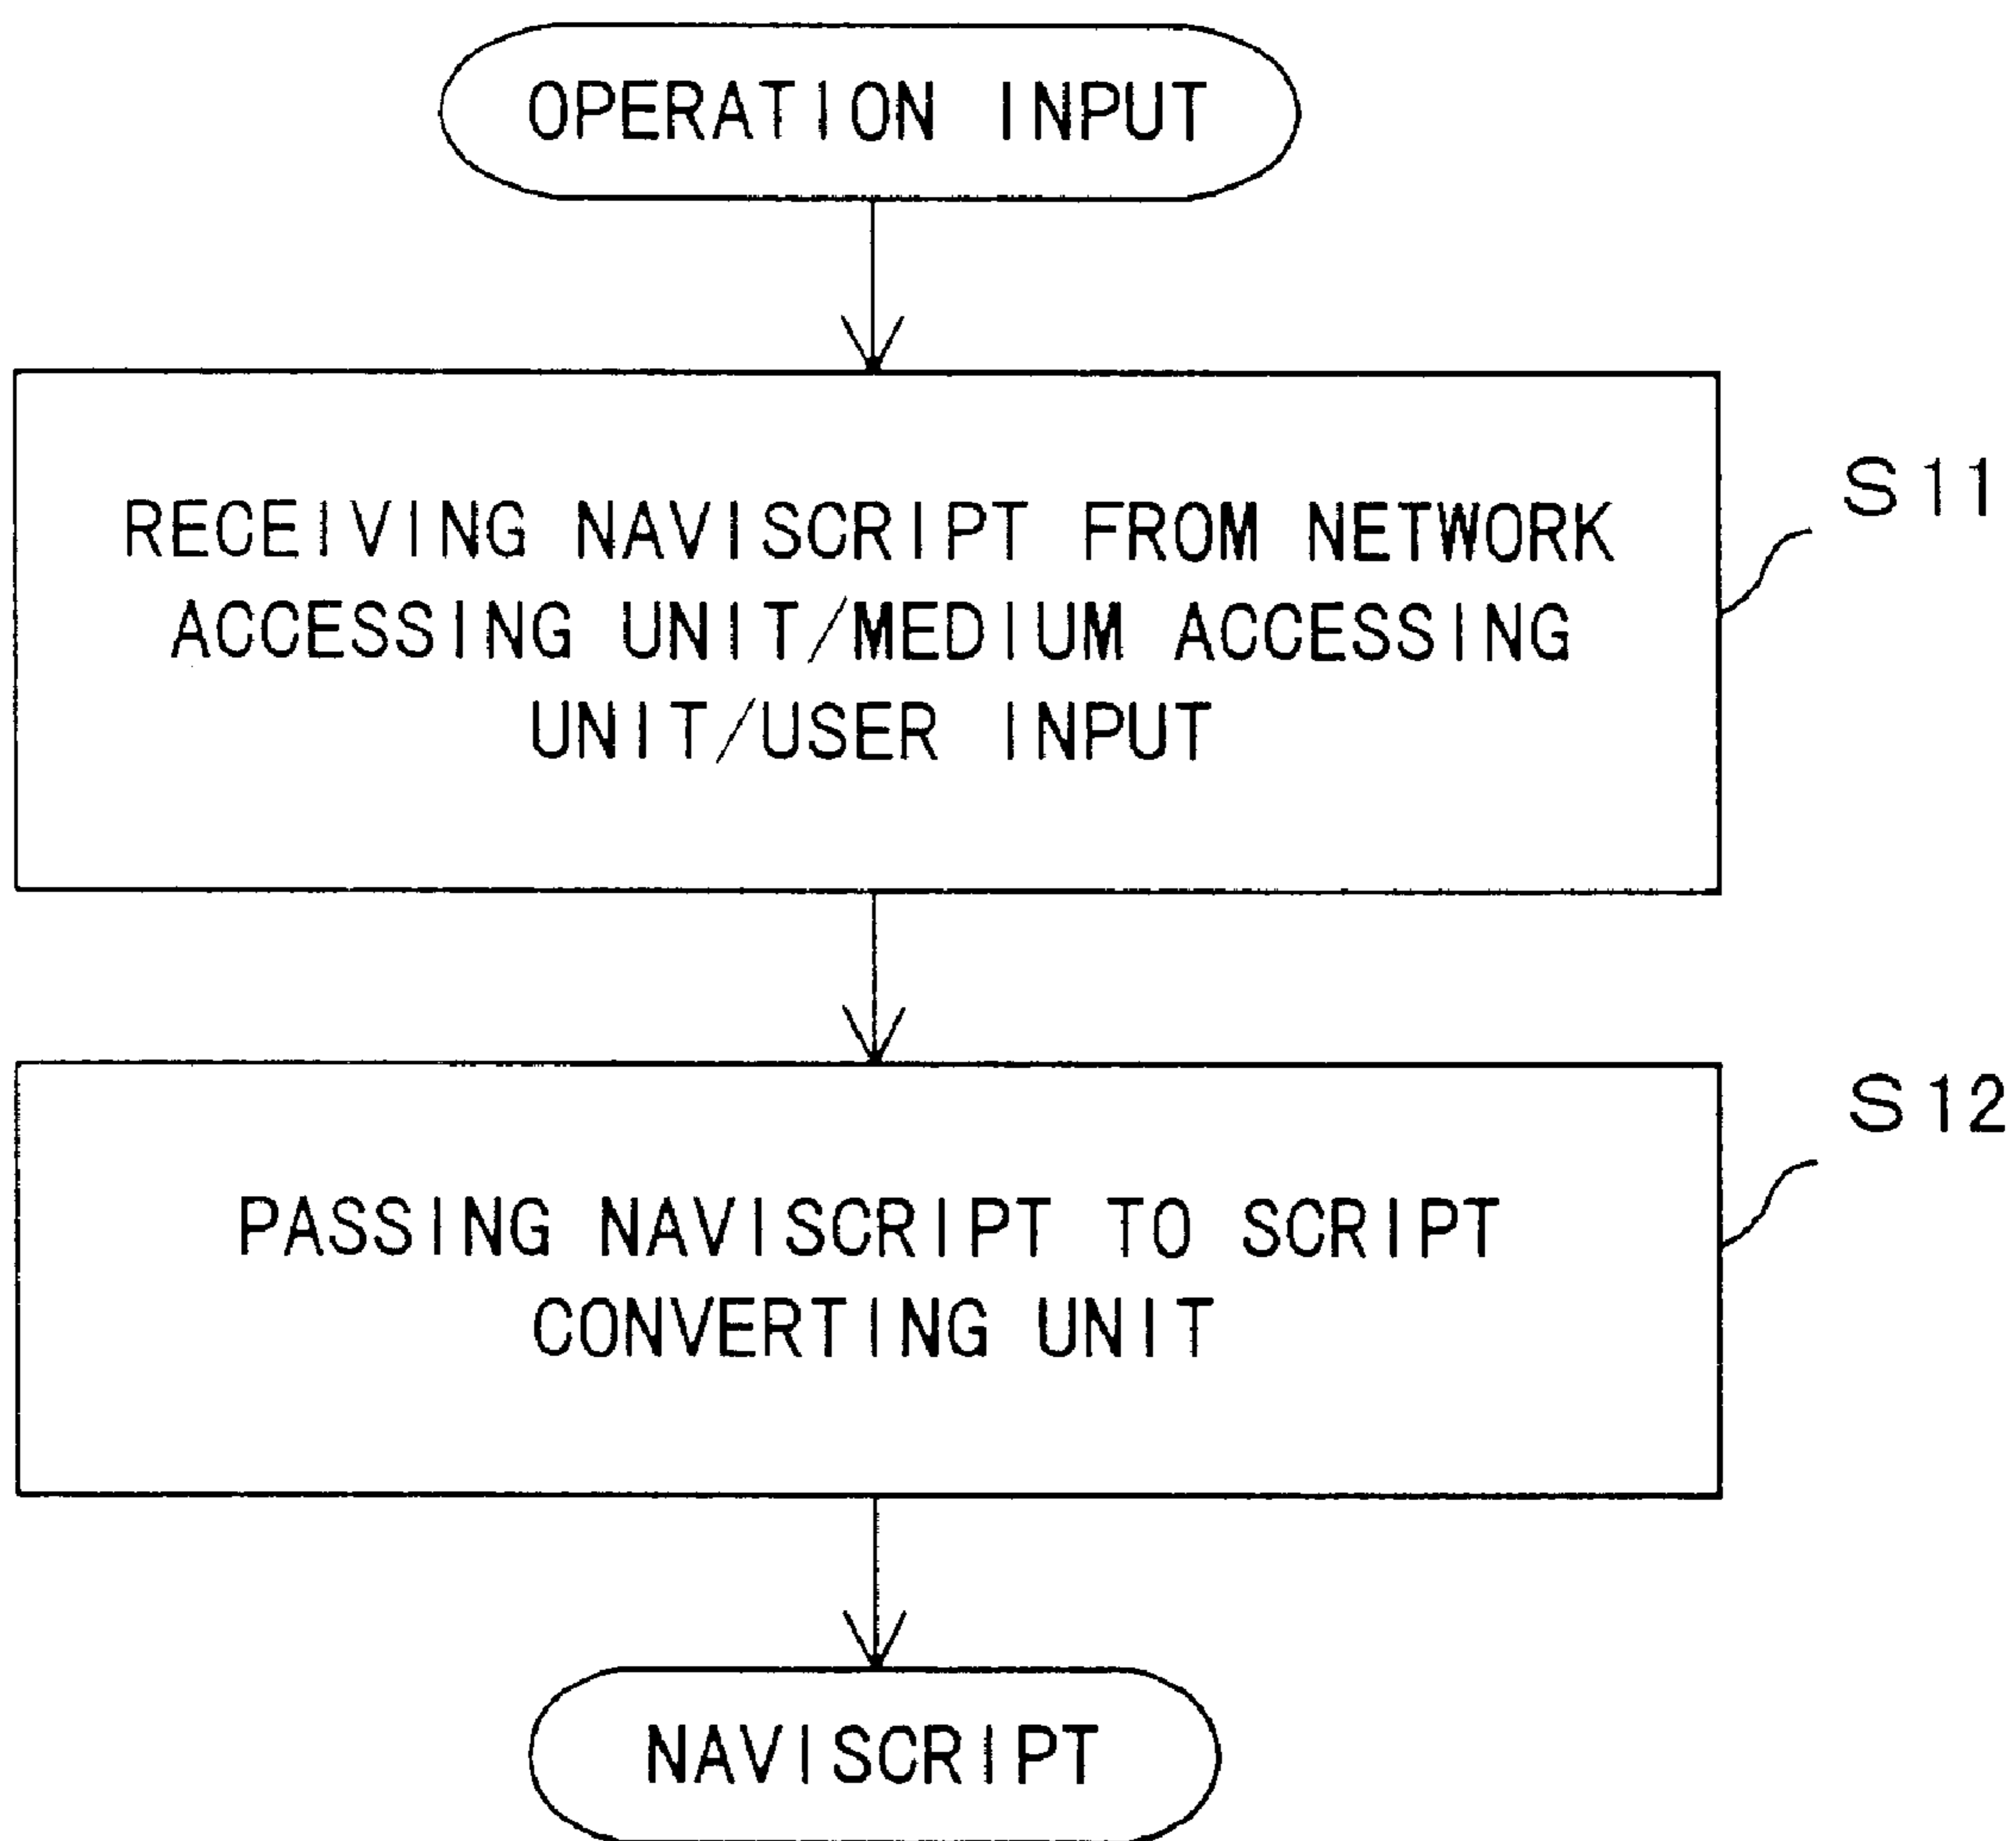 OPERATION INPUT
RECEIVING NAVISCRIPT FROM NETWORK
ACCESSING UNIT/MEDIUM ACCESSING
UNIT/USER INPUT
S11
PASSING NAVISCRIPT TO SCRIPT
CONVERTING UNIT
S12
NAVISCRIPT